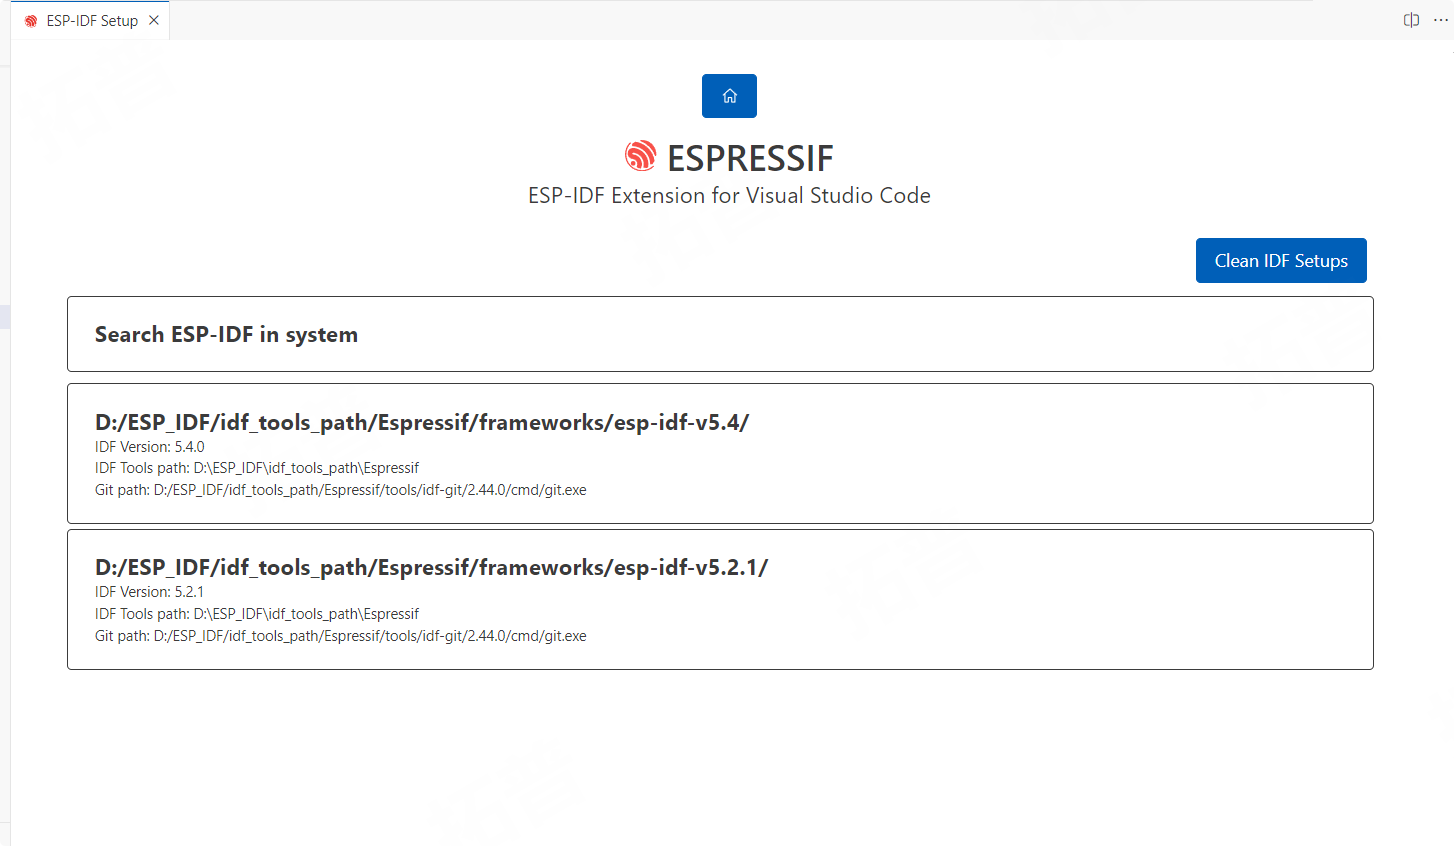 ESP-IDF Setup
ESPRESSIF
ESP-IDF Extension for Visual Studio Code
Clean IDF Setups
Search ESP-IDF in system
D:/ESP_IDF/idf_tools_path/Espressif/frameworks/esp-idf-v5.4/
IDF Version: 5.4.0
IDF Tools path: D:\ESP_IDF\idf_tools_path\Espressif
Git path: D:/ESP_IDF/idf_tools_path/Espressif/tools/idf-git/2.44.0/cmd/git.exe
D:/ESP_IDF/idf_tools_path/Espressif/frameworks/esp-idf-v5.2.1/
IDF Version: 5.2.1
IDF Tools path: D:\ESP_IDF\idf_tools_path\Espressif
Git path: D:/ESP_IDF/idf_tools_path/Espressif/tools/idf-git/2.44.0/cmd/git.exe